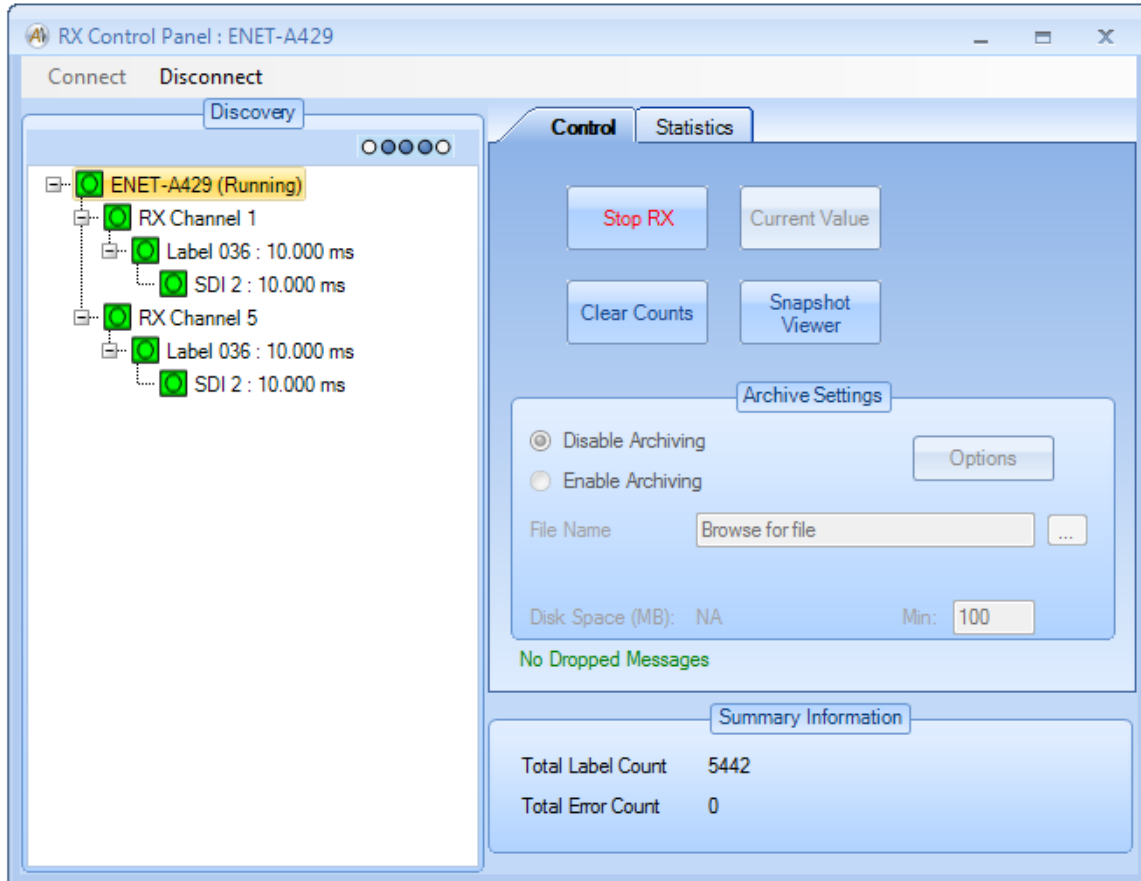 RX Control Panel : ENET-A429
Connect Disconnect
Discovery
ENET-A429 (Running)
RX Channel 1
Label 036 : 10.000 ms
SDI 2 : 10.000 ms
RX Channel 5
Label 036 : 10.000 ms
SDI 2 : 10.000 ms
Control Statistics
Stop RX Current Value
Clear Counts
Snapshot
Viewer
Archive Settings
Disable Archiving
Options
Enable Archiving
File Name Browse for file ...
Disk Space (MB): NA Min: 100
No Dropped Messages
Summary Information
Total Label Count 5442
Total Error Count 0